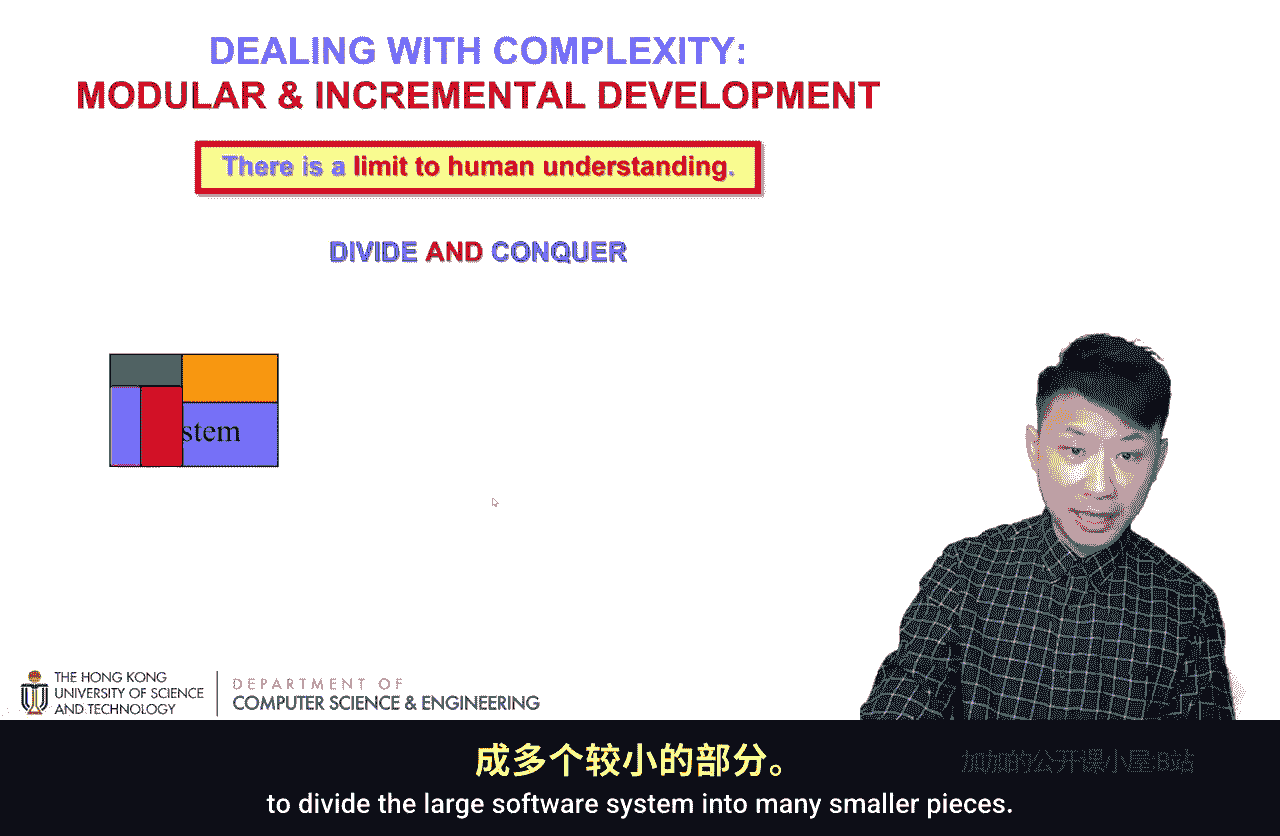 DEALING WITH COMPLEXITY:
MODULAR & INCREMENTAL DEVELOPMENT
There is a limit to human understanding.
DIVIDE AND CONQUER
stem
THE HONG KONG
UNIVERSITY OF SCIENCE
AND TECHNOLOGY
DEPARTMENT OF
COMPUTER SCIENCE & ENGINEERING
成多个较小的部分。
加加的公开课小屋:B站
to divide the large software system into many smaller pieces.